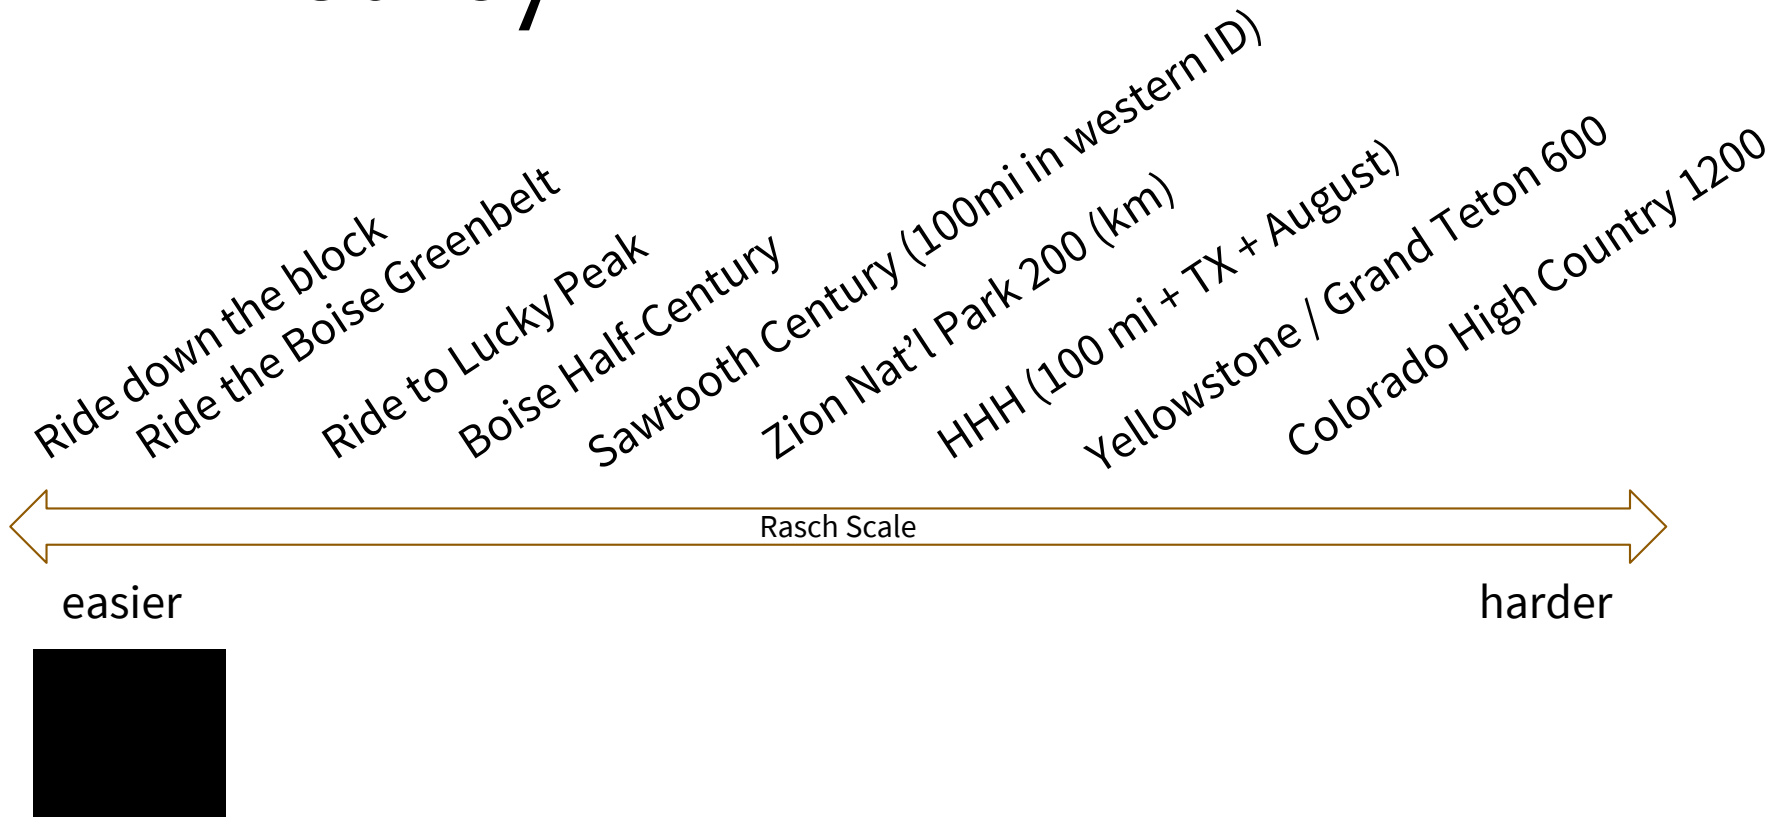 Ride down the block
Ride the Boise Greenbelt
Ride to Lucky Peak
Boise Half-Century
Sawtooth Century (100mi in western ID)
Zion Nat’l Park 200 (km)
HHH (100 mi + TX + August)
Yellowstone / Grand Teton 600
Colorado High Country 1200
Rasch Scale
easier
harder